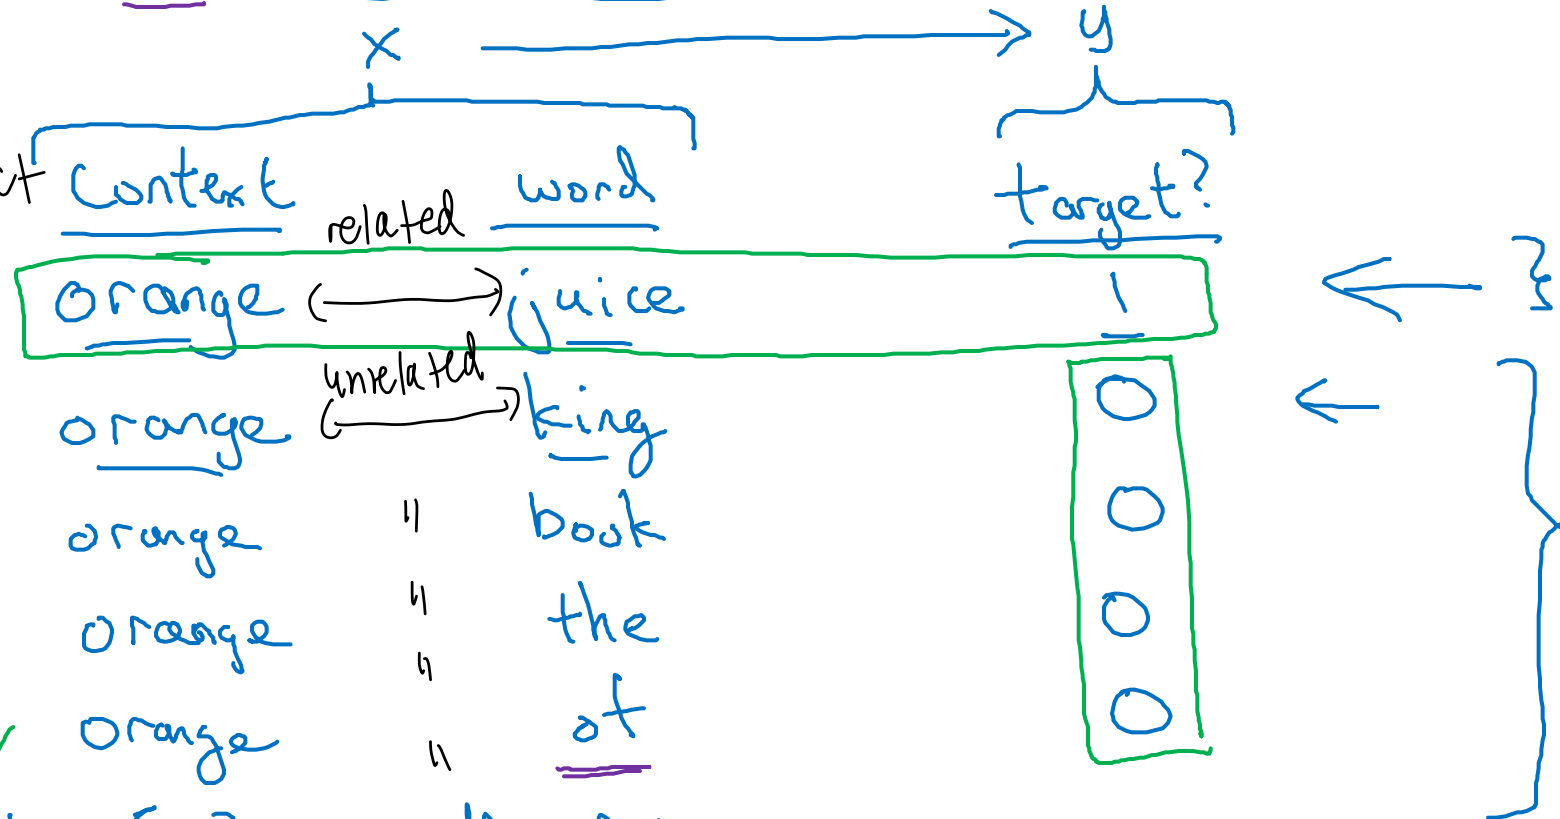 x → y
Context word target?
related
orange juice 1
unrelated
orange king 0
orange " book 0
orange " the 0
"
orange of 0
"